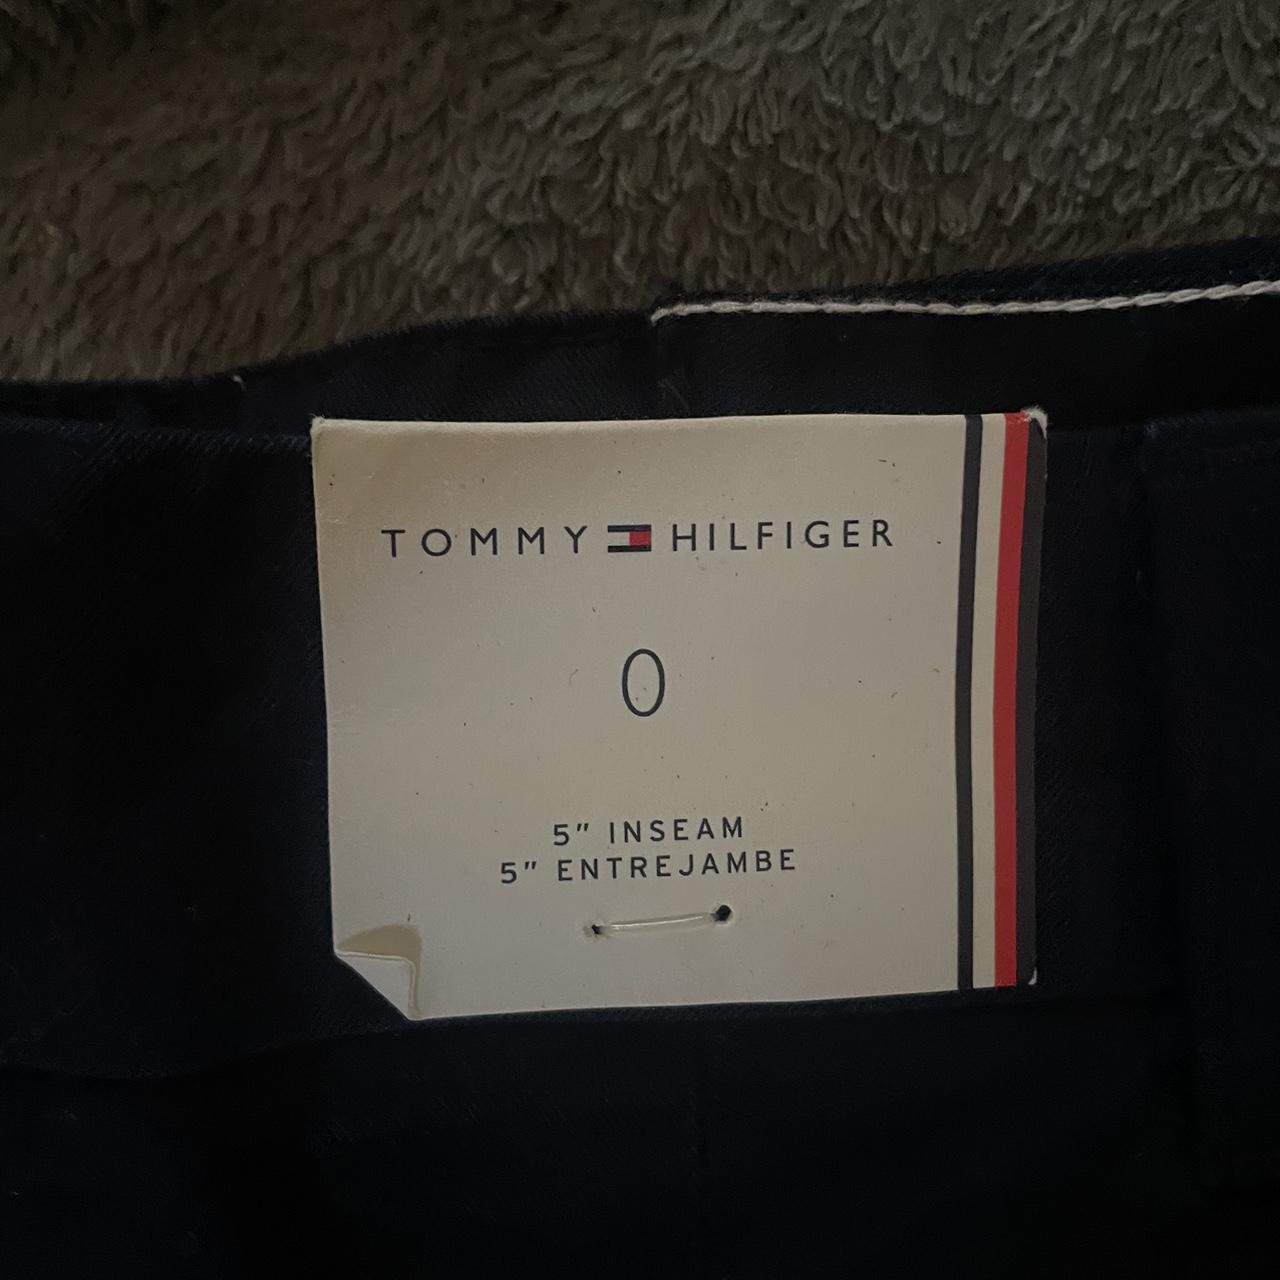 TOMMY HILFIGER
0
5" INSEAM
5" ENTREJAMBE